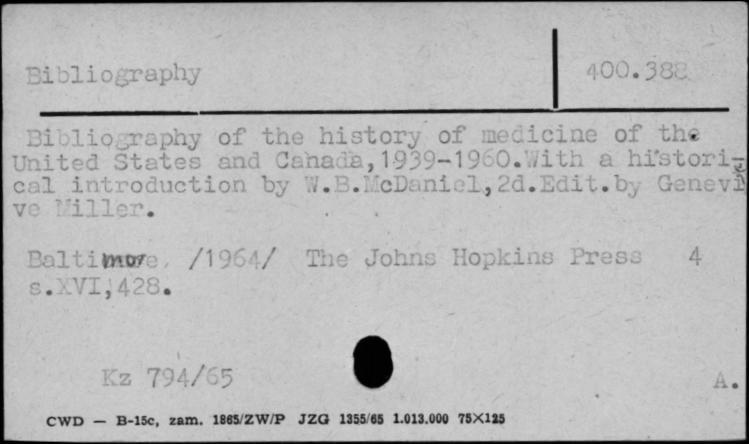 Bibliography 400.388
Bibliography of the history of medicine of the
United States and Canada,1939-1960.With a histori-
cal introduction by W.B.McDaniel,2d.Edit.by Genevi
ve Miller.
Baltimore, /1964/ The Johns Hopkins Press 4
s.XVI,428.
Kz 794/65 A.
CWD — B-15c, zam. 1865/ZW/P JZG 1355/65 1.013.000 75X125